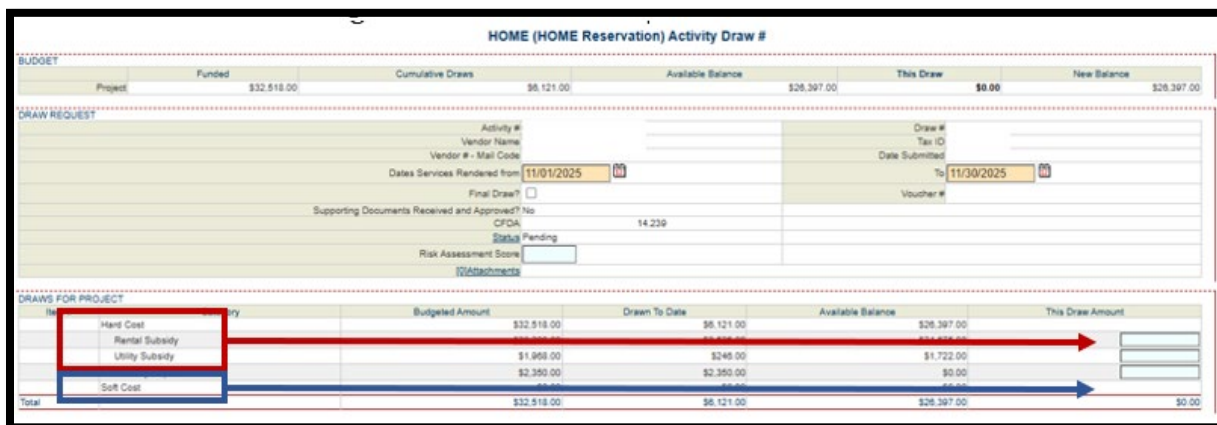 HOME (HOME Reservation) Activity Draw #
BUDGET
Funded Cumulative Draws Available Balance This Draw New Balance
Project $32,518.00 $6,121.00 $26,397.00 $0.00 $26,397.00
DRAW REQUEST
Activity # Draw #
Vendor Name Tax ID
Vendor # - Mail Code Date Submitted
Dates Services Rendered from 11/01/2025 To 11/30/2025
Final Draw? Voucher #
Supporting Documents Received and Approved? No
CFDA 14.239
Status Pending
Risk Assessment Score
[0]Attachments
DRAWS FOR PROJECT
Budgeted Amount Drawn To Date Available Balance This Draw Amount
Hard Cost $32,518.00 $6,121.00 $26,397.00
Rental Subsidy
Utility Subsidy $1,968.00 $246.00 $1,722.00
$2,350.00 $2,350.00 $0.00
Soft Cost
Total $32,518.00 $6,121.00 $26,397.00 $0.00